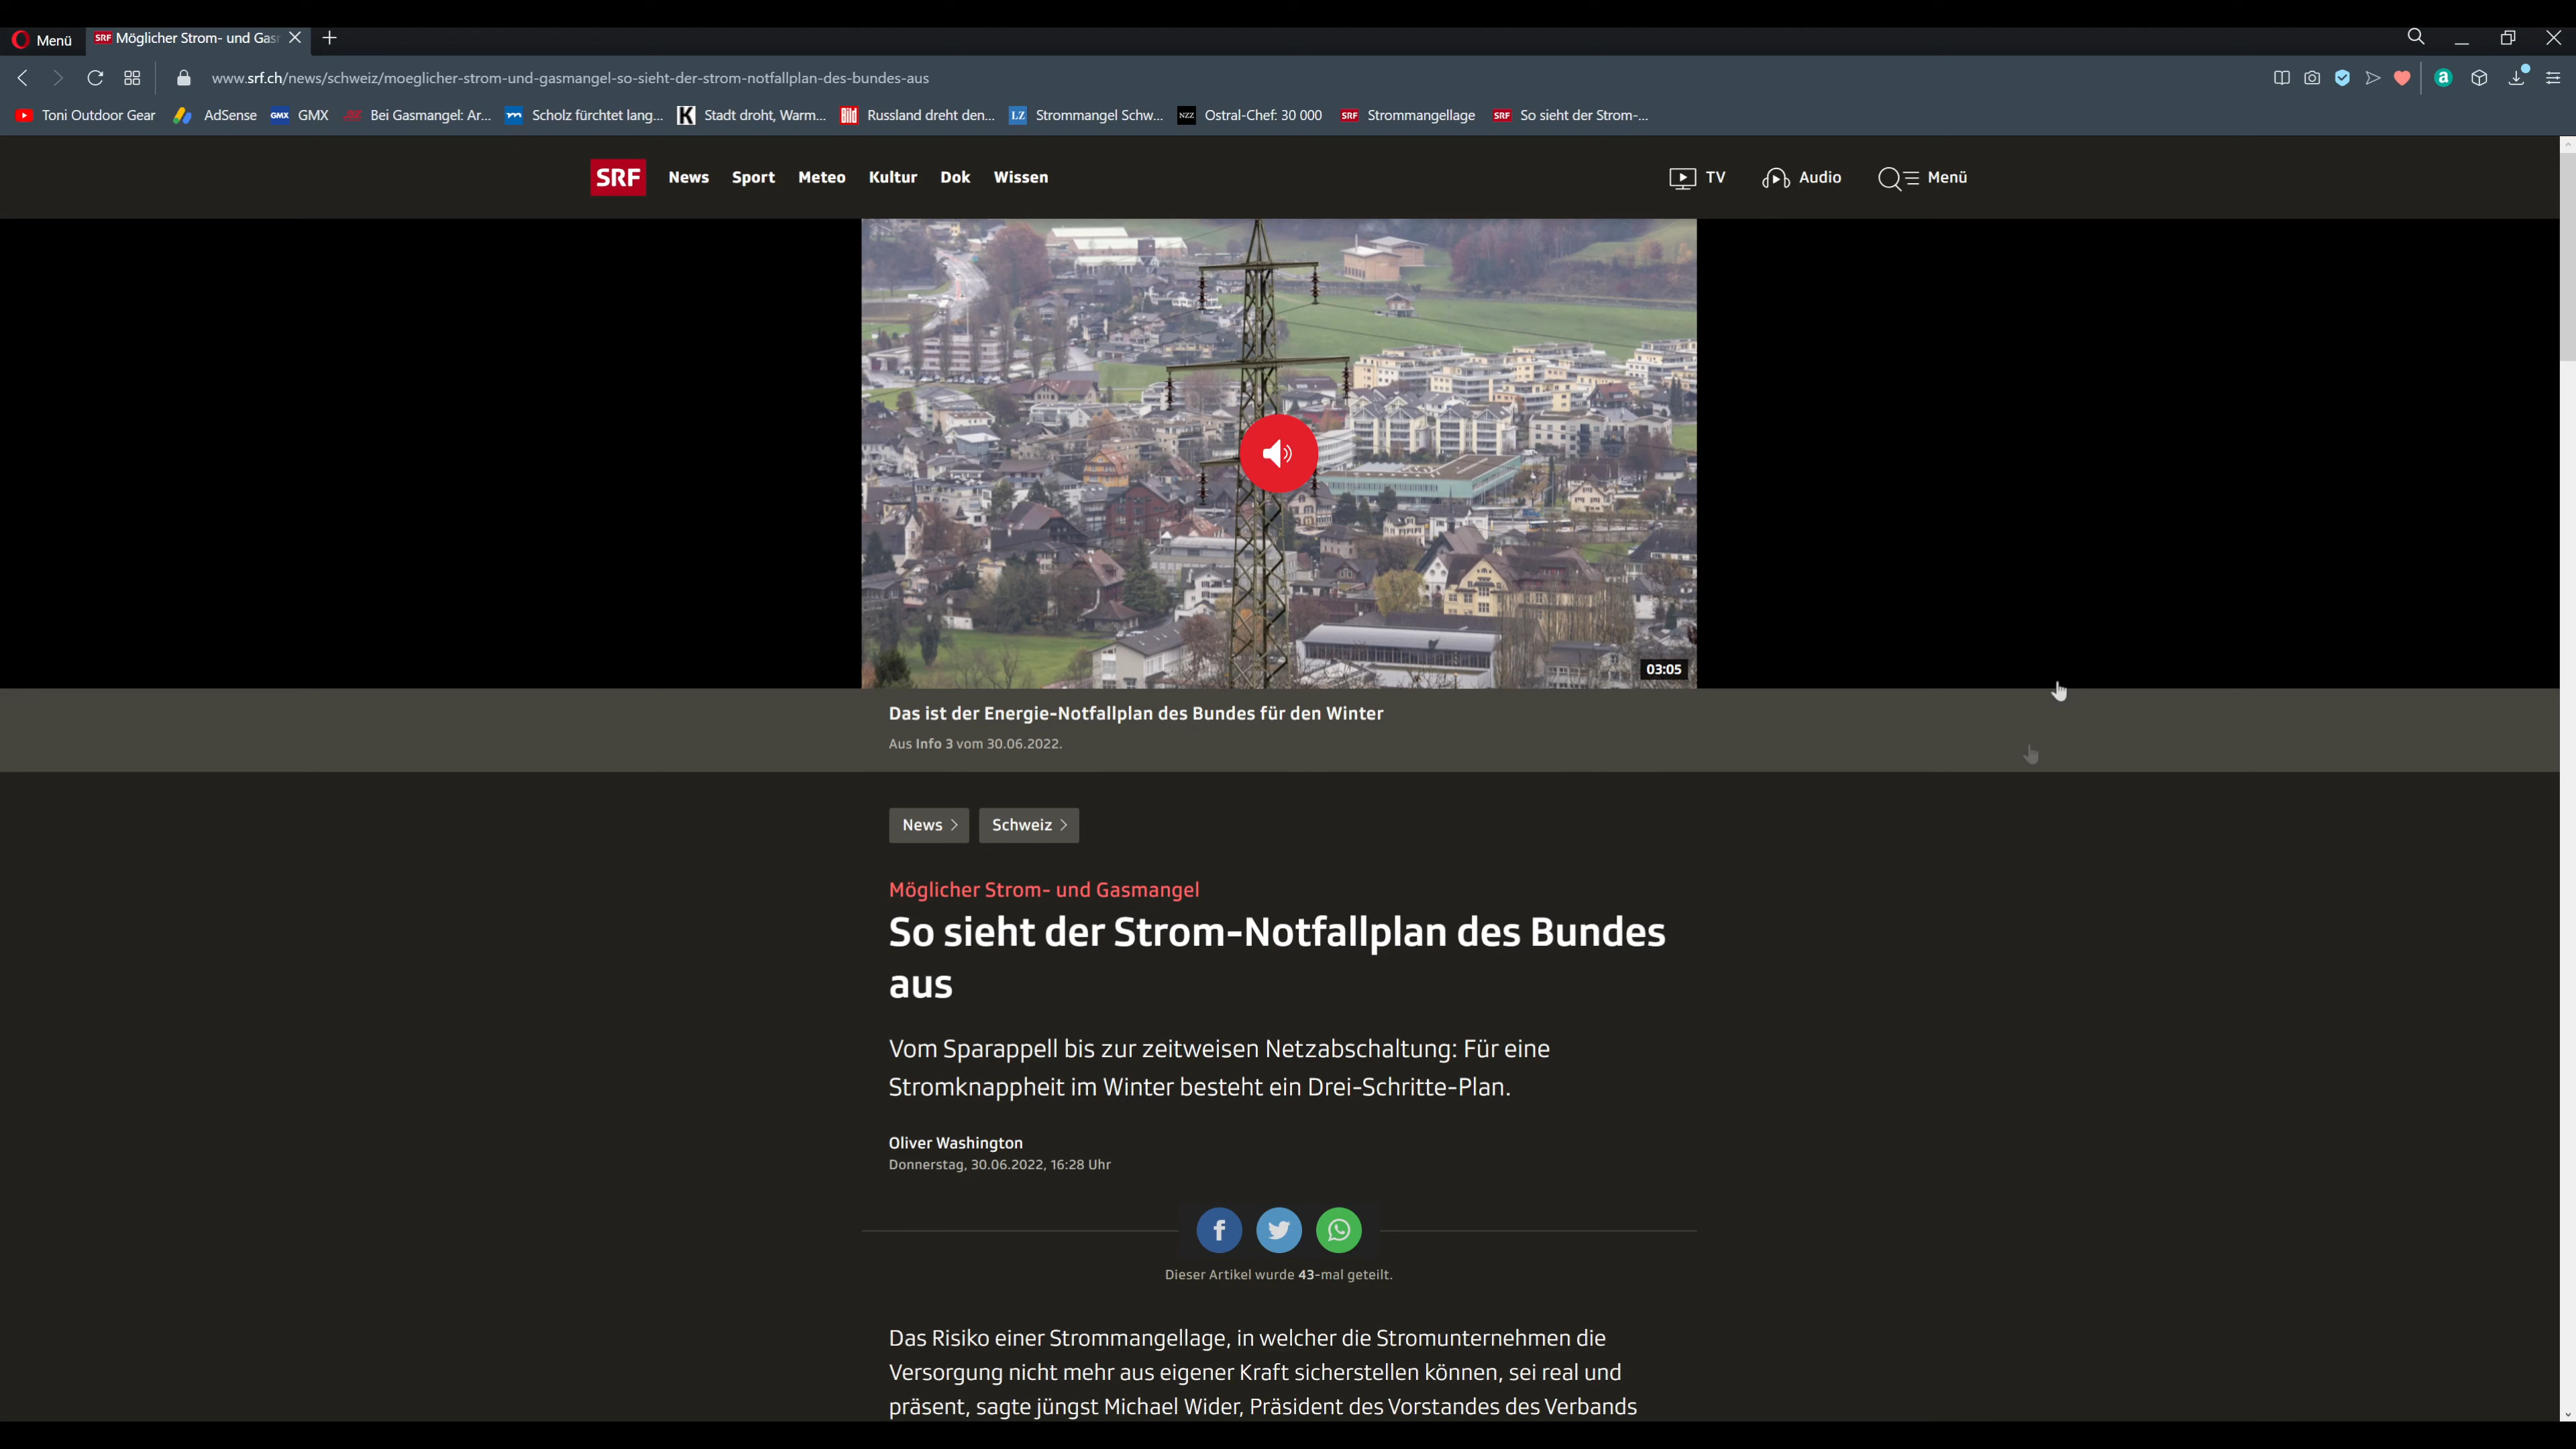 Menü
SRF Möglicher Strom- und Gas
www.srf.ch/news/schweiz/moeglicher-strom-und-gasmangel-so-sieht-der-strom-notfallplan-des-bundes-aus
Toni Outdoor Gear AdSense GMX GMX Bei Gasmangel: Ar... Scholz fürchtet lang... K Stadt droht, Warm... Bild Russland dreht den... LZ Strommangel Schw... NZZ Ostral-Chef: 30 000 SRF Strommangellage SRF So sieht der Strom-...
SRF News Sport Meteo Kultur Dok Wissen TV Audio Menü
03:05
Das ist der Energie-Notfallplan des Bundes für den Winter
Aus Info 3 vom 30.06.2022.
News Schweiz
Möglicher Strom- und Gasmangel
So sieht der Strom-Notfallplan des Bundes
aus
Vom Sparappell bis zur zeitweisen Netzabschaltung: Für eine
Stromknappheit im Winter besteht ein Drei-Schritte-Plan.
Oliver Washington
Donnerstag, 30.06.2022, 16:28 Uhr
Dieser Artikel wurde 43-mal geteilt.
Das Risiko einer Strommangellage, in welcher die Stromunternehmen die
Versorgung nicht mehr aus eigener Kraft sicherstellen können, sei real und
präsent, sagte jüngst Michael Wider, Präsident des Vorstandes des Verbands